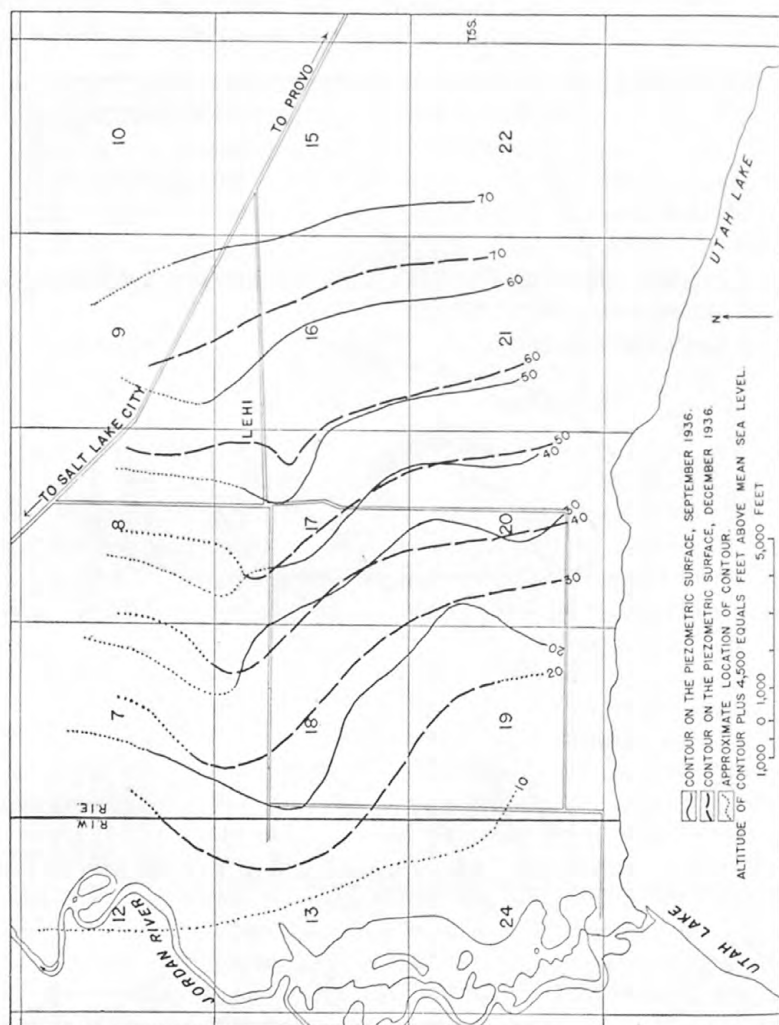 10
TO PROVO
15
T.5S.
22
70
9
16
70
60
21
UTAH LAKE
N
TO SALT LAKE CITY
LEHI
60
50
8
17
50
40
20
30
40
30
7
18
20
20
19
R.I.W.
R.I.E.
10
12
13
24
JORDAN RIVER
UTAH LAKE
CONTOUR ON THE PIEZOMETRIC SURFACE, SEPTEMBER 1936.
CONTOUR ON THE PIEZOMETRIC SURFACE, DECEMBER 1936.
APPROXIMATE LOCATION OF CONTOUR.
ALTITUDE OF CONTOUR PLUS 4,500 EQUALS FEET ABOVE MEAN SEA LEVEL.
1,000 0 1,000 5,000 FEET